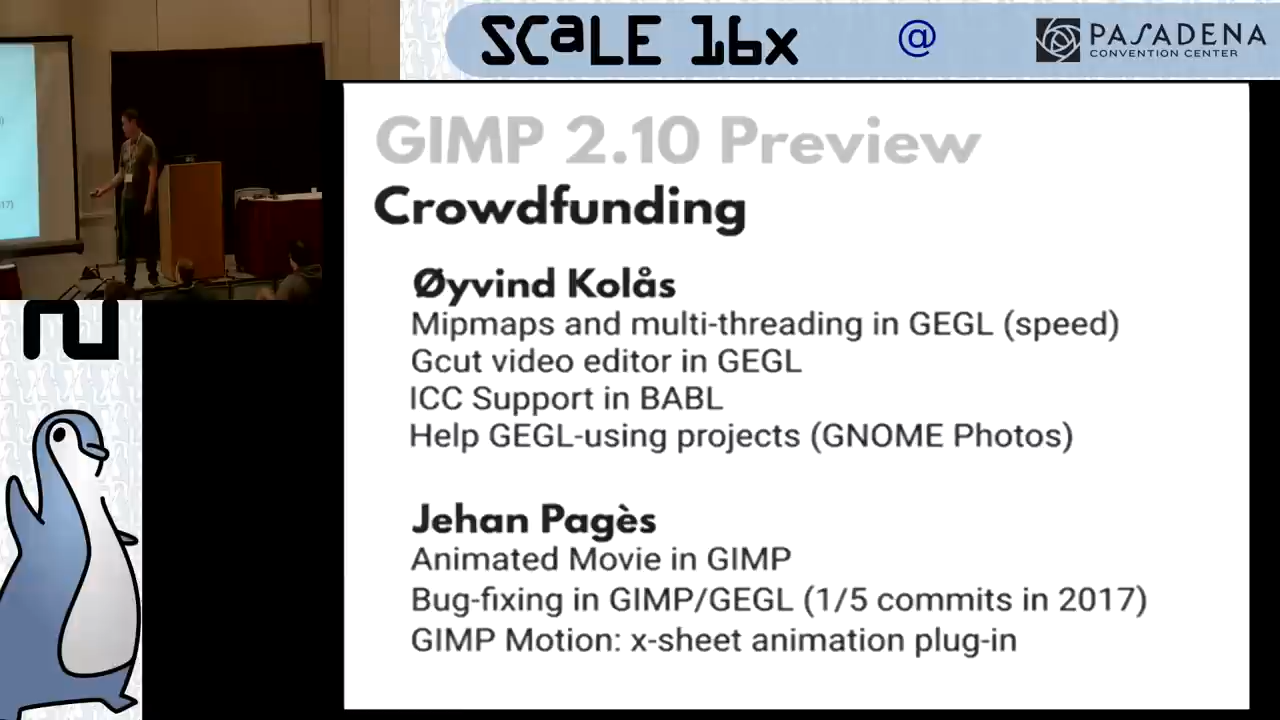 SCaLE 16x
@
PASADENA
CONVENTION CENTER
GIMP 2.10 Preview
Crowdfunding
Øyvind Kolås
Mipmaps and multi-threading in GEGL (speed)
Gcut video editor in GEGL
ICC Support in BABL
Help GEGL-using projects (GNOME Photos)
Jehan Pagès
Animated Movie in GIMP
Bug-fixing in GIMP/GEGL (1/5 commits in 2017)
GIMP Motion: x-sheet animation plug-in
17)